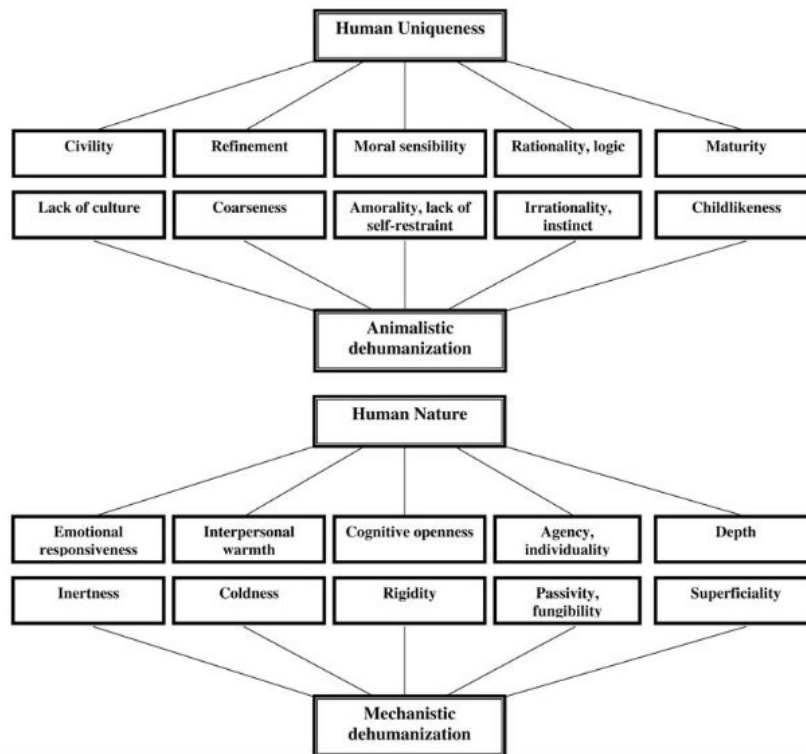 Human Uniqueness
Civility
Refinement
Moral sensibility
Rationality, logic
Maturity
Lack of culture
Coarseness
Amorality, lack of
self-restraint
Irrationality,
instinct
Childlikeness
Animalistic
dehumanization
Human Nature
Emotional
responsiveness
Interpersonal
warmth
Cognitive openness
Agency,
individuality
Depth
Inertness
Coldness
Rigidity
Passivity,
fungibility
Superficiality
Mechanistic
dehumanization